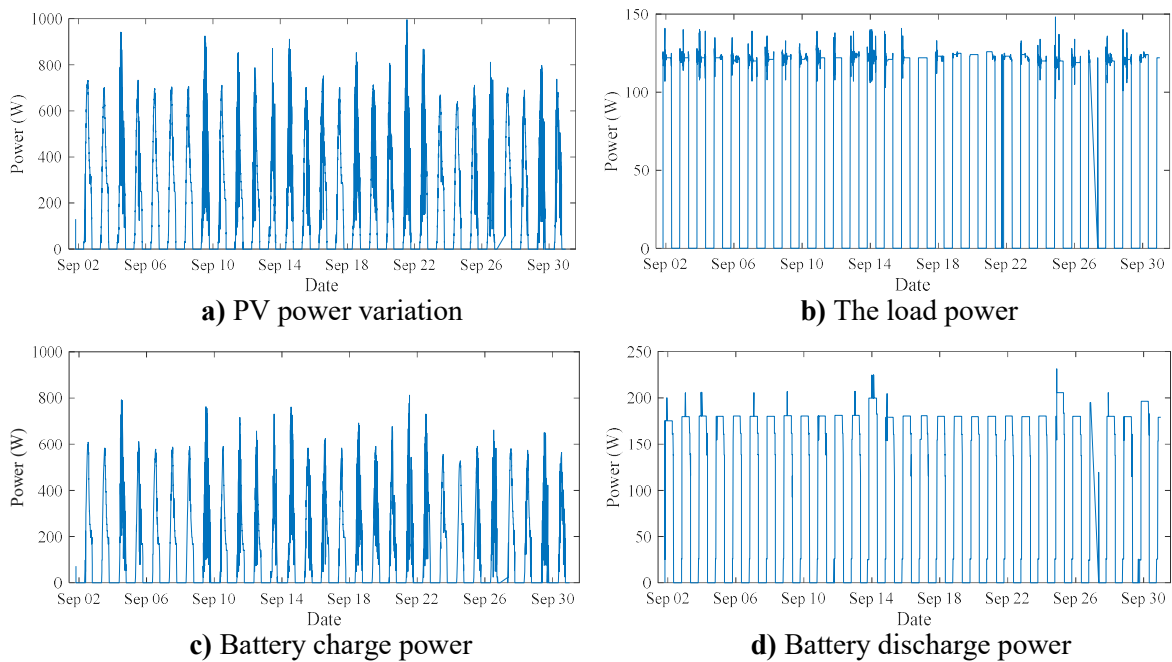 1000
800
600
400
200
0
Power (W)
Sep 02 Sep 06 Sep 10 Sep 14 Sep 18 Sep 22 Sep 26 Sep 30
Date
a) PV power variation
150
100
50
0
Power (W)
Sep 02 Sep 06 Sep 10 Sep 14 Sep 18 Sep 22 Sep 26 Sep 30
Date
b) The load power
1000
800
600
400
200
0
Power (W)
Sep 02 Sep 06 Sep 10 Sep 14 Sep 18 Sep 22 Sep 26 Sep 30
Date
c) Battery charge power
250
200
150
100
50
0
Power (W)
Sep 02 Sep 06 Sep 10 Sep 14 Sep 18 Sep 22 Sep 26 Sep 30
Date
d) Battery discharge power